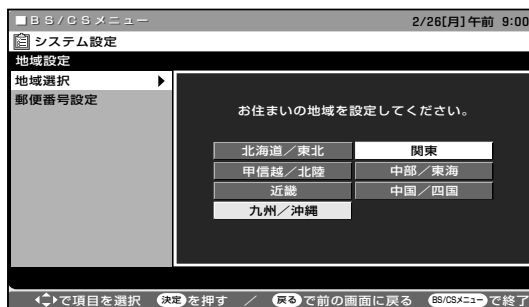 ■BS/CSメニュー 2/26[月]午前 9:00
システム設定
地域設定
地域選択
郵便番号設定
お住まいの地域を設定してください。
北海道／東北 関東
甲信越／北陸 中部／東海
近畿 中国／四国
九州／沖縄
で項目を選択 決定を押す ／ 戻るで前の画面に戻る BS/CSメニューで終了